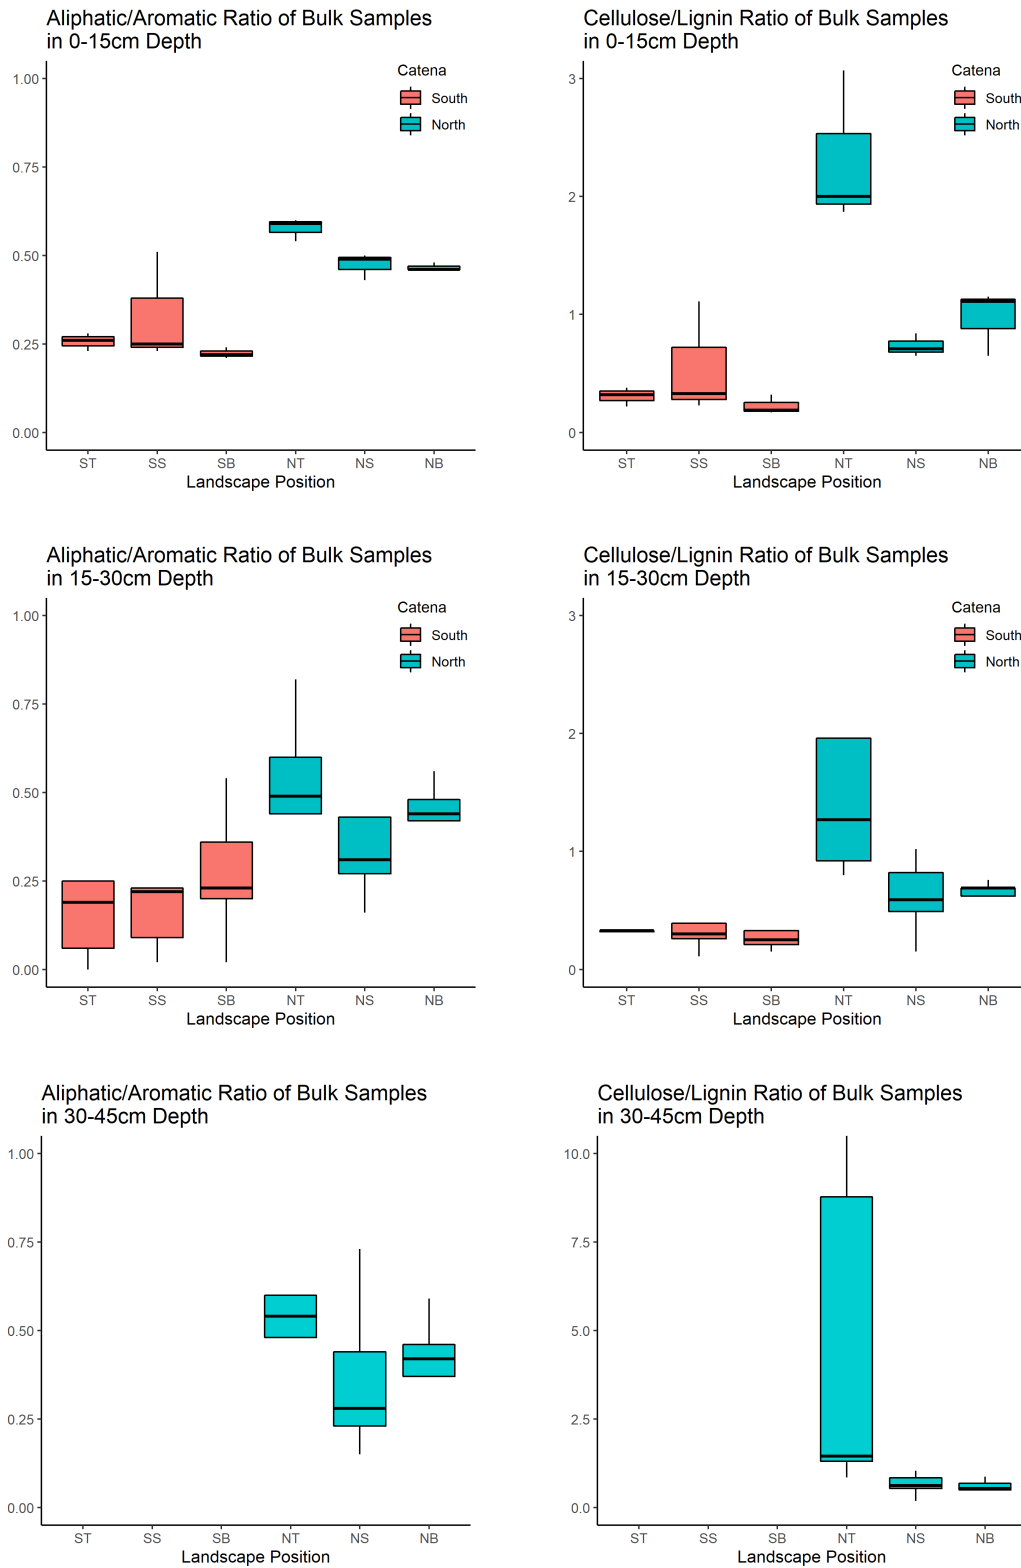 Aliphatic/Aromatic Ratio of Bulk Samples
in 0-15cm Depth
Catena
South
North
1.00
0.75
0.50
0.25
0.00
ST SS SB NT NS NB
Landscape Position
Cellulose/Lignin Ratio of Bulk Samples
in 0-15cm Depth
Catena
South
North
3
2
1
0
ST SS SB NT NS NB
Landscape Position
Aliphatic/Aromatic Ratio of Bulk Samples
in 15-30cm Depth
Catena
South
North
1.00
0.75
0.50
0.25
0.00
ST SS SB NT NS NB
Landscape Position
Cellulose/Lignin Ratio of Bulk Samples
in 15-30cm Depth
Catena
South
North
3
2
1
0
ST SS SB NT NS NB
Landscape Position
Aliphatic/Aromatic Ratio of Bulk Samples
in 30-45cm Depth
1.00
0.75
0.50
0.25
0.00
ST SS SB NT NS NB
Landscape Position
Cellulose/Lignin Ratio of Bulk Samples
in 30-45cm Depth
10.0
7.5
5.0
2.5
0.0
ST SS SB NT NS NB
Landscape Position